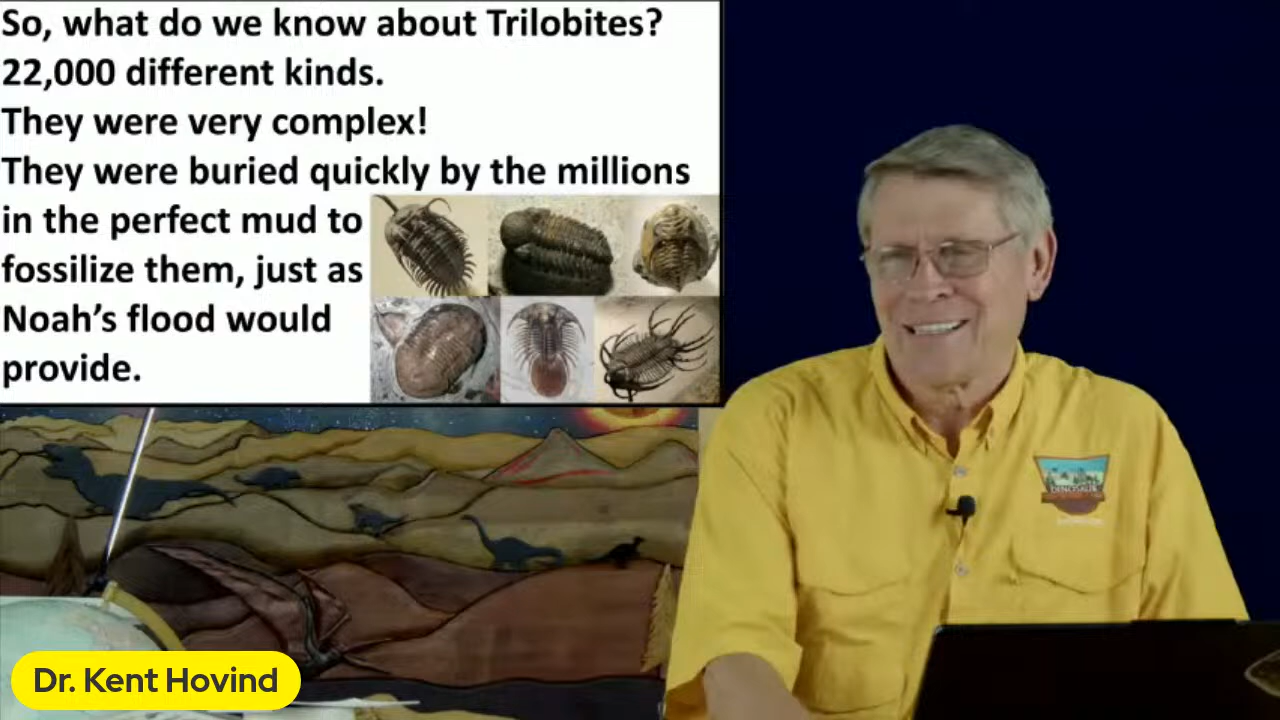 So, what do we know about Trilobites?
22,000 different kinds.
They were very complex!
They were buried quickly by the millions
in the perfect mud to
fossilize them, just as
Noah’s flood would
provide.
DINOSAUR
Dr. Kent Hovind